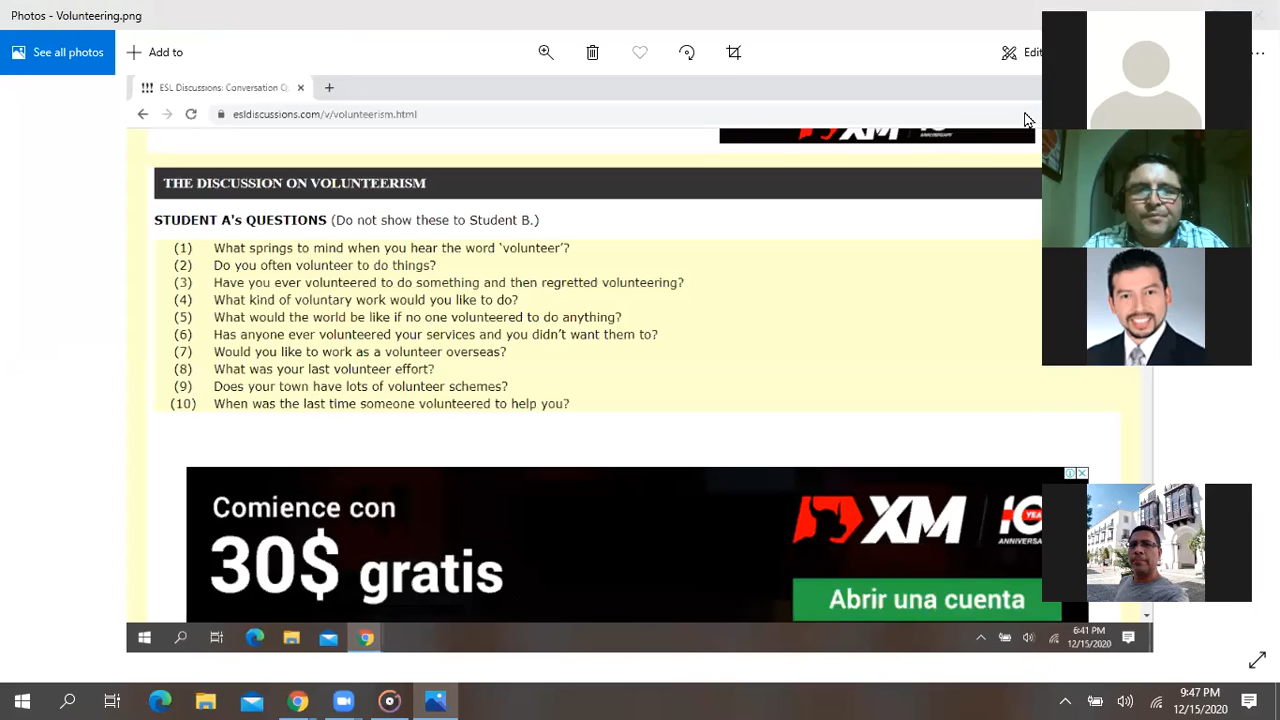 Photos - Volunteering.png
See all photos
Add to
Edit
ESL Discussions: Conversation Q
esldiscussions.com/v/volunteerism.html
XM
THE DISCUSSION ON VOLUNTEERISM
STUDENT A's QUESTIONS (Do not show these to Student B.)
(1) What springs to mind when you hear the word ‘volunteer’?
(2) Do you often volunteer to do things?
(3) Have you ever volunteered to do something and then regretted volunteering?
(4) What kind of voluntary work would you like to do?
(5) What would the world be like if no one volunteered to do anything?
(6) Has anyone ever volunteered your services and you didn’t want them to?
(7) Would you like to work as a volunteer overseas?
(8) What was your last volunteer effort?
(9) Does your town have lots of volunteer schemes?
(10) When was the last time someone volunteered to help you?
Comience con
30$ gratis
XM
10 YEA
ANNIVERSA
Abrir una cuenta
6:41 PM
12/15/2020
9:47 PM
12/15/2020